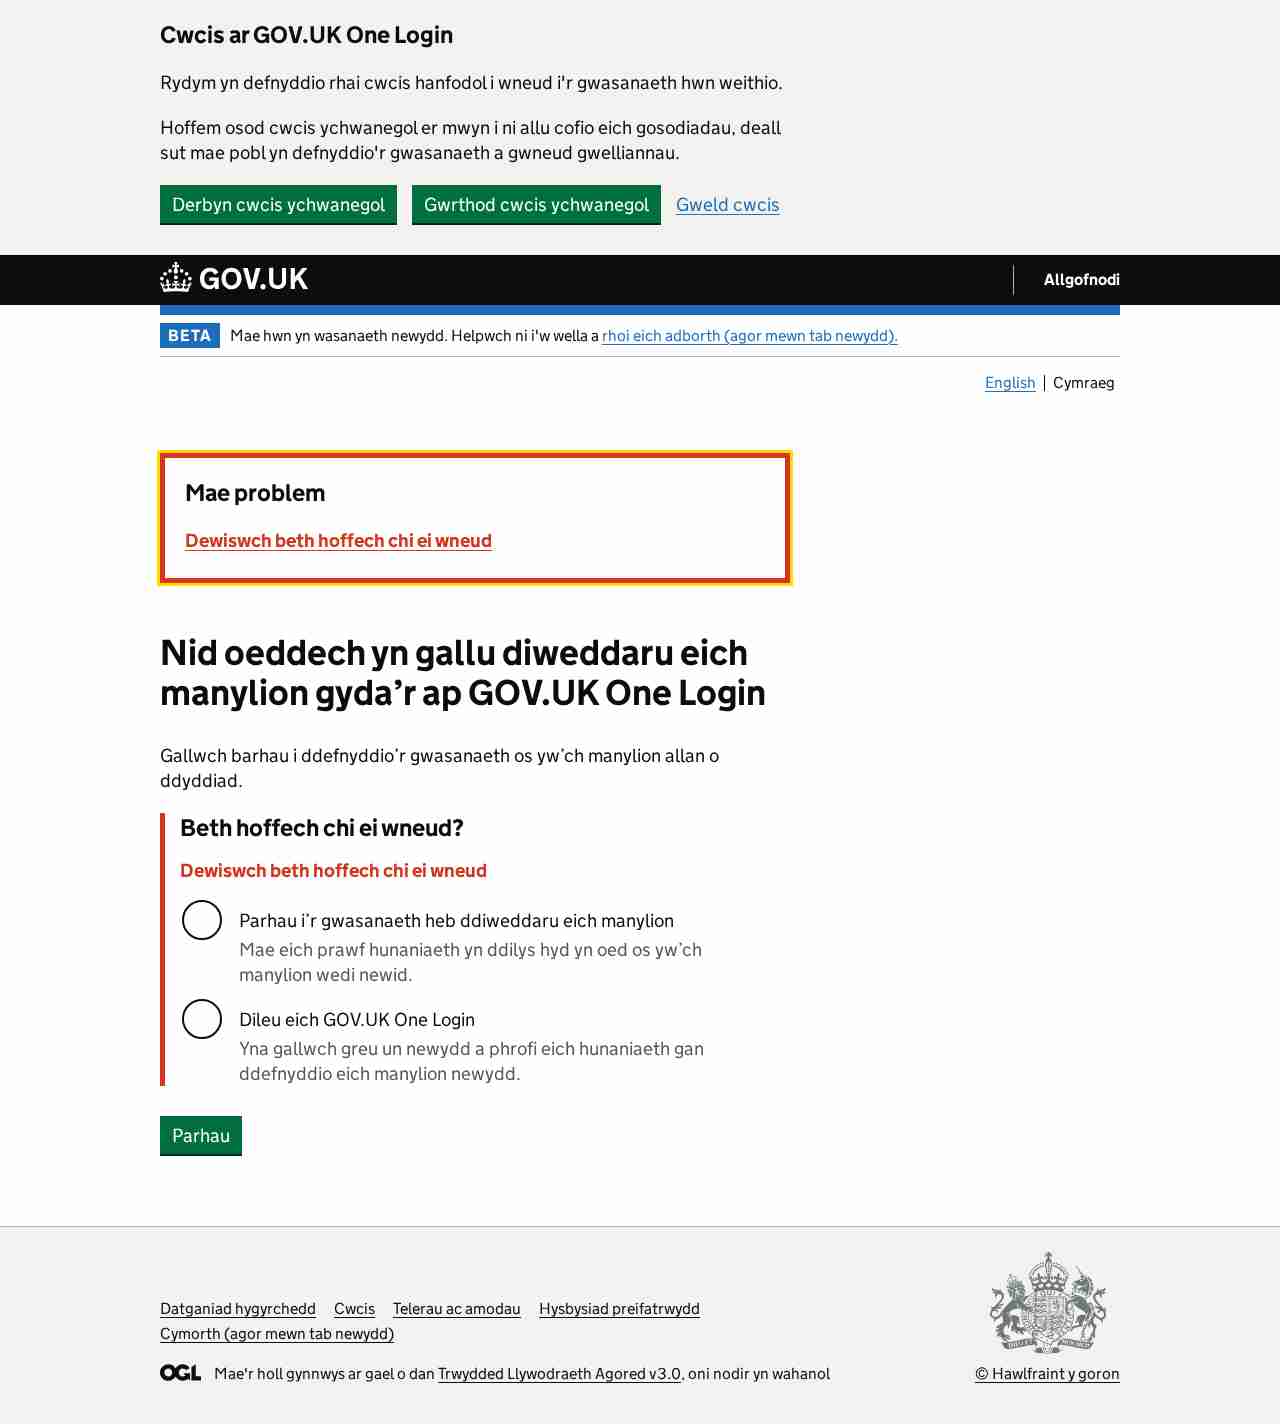 Cwcis ar GOV.UK One Login
Rydym yn defnyddio rhai cwcis hanfodol i wneud i'r gwasanaeth hwn weithio.
Hoffem osod cwcis ychwanegol er mwyn i ni allu cofio eich gosodiadau, deall
sut mae pobl yn defnyddio'r gwasanaeth a gwneud gwelliannau.
Derbyn cwcis ychwanegol Gwrthod cwcis ychwanegol Gweld cwcis
GOV.UK Allgofnodi
BETA Mae hwn yn wasanaeth newydd. Helpwch ni i'w wella a rhoi eich adborth (agor mewn tab newydd).
English Cymraeg
Mae problem
Dewiswch beth hoffech chi ei wneud
Nid oeddech yn gallu diweddaru eich
manylion gyda’r ap GOV.UK One Login
Gallwch barhau i ddefnyddio’r gwasanaeth os yw’ch manylion allan o
ddyddiad.
Beth hoffech chi ei wneud?
Dewiswch beth hoffech chi ei wneud
Parhau i’r gwasanaeth heb ddiweddaru eich manylion
Mae eich prawf hunaniaeth yn ddilys hyd yn oed os yw’ch
manylion wedi newid.
Dileu eich GOV.UK One Login
Yna gallwch greu un newydd a phrofi eich hunaniaeth gan
ddefnyddio eich manylion newydd.
Parhau
Datganiad hygyrchedd Cwcis Telerau ac amodau Hysbysiad preifatrwydd
Cymorth (agor mewn tab newydd)
OGL Mae'r holl gynnwys ar gael o dan Trwydded Llywodraeth Agored v3.0, oni nodir yn wahanol
© Hawlfraint y goron